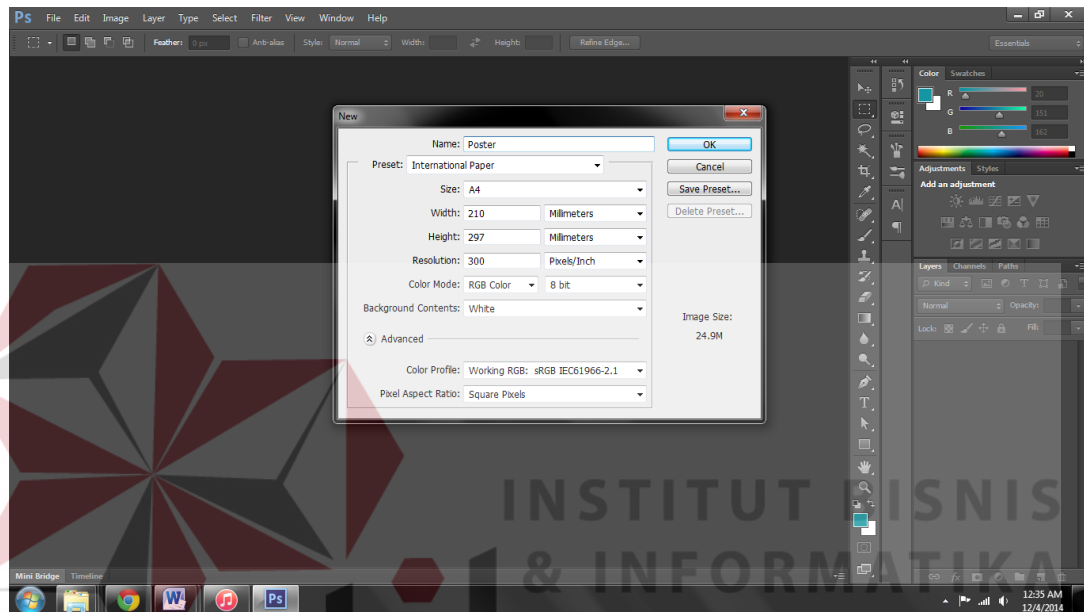 Ps File Edit Image Layer Type Select Filter View Window Help
Feather: 0 px Anti-alias Style: Normal Width: Height: Refine Edge... Essentials
New
Name: Poster
OK
Preset: International Paper
Cancel
Size: A4
Save Preset...
Width: 210 Milimeters
Delete Preset...
Height: 297 Milimeters
Resolution: 300 Pixels/Inch
Color Mode: RGB Color 8 bit
Background Contents: White
Image Size:
24.9M
Advanced
Color Profile: Working RGB: sRGB IEC61966-2.1
Pixel Aspect Ratio: Square Pixels
Color Swatches
R 20
G 151
B 162
Adjustments Styles
Add an adjustment
Layers Channels Paths
Kind
Normal Opacity:
Lock: Fill:
INSTITUT BISNIS
& INFORMATIKA
Mini Bridge Timeline
Ps
12:35 AM
12/4/2014